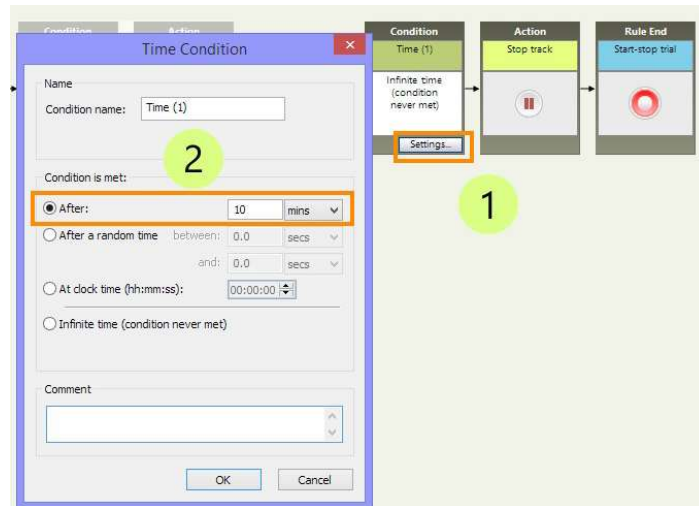 Condition
Action
Condition
Time (1)
Infinite time
(condition
never met)
Settings...
Action
Stop track
Rule End
Start-stop trial
1
Time Condition
Name
Condition name: Time (1)
2
Condition is met:
After: 10 mins
After a random time between: 0.0 secs
and: 0.0 secs
At clock time (hh:mm:ss): 00:00:00
Infinite time (condition never met)
Comment
OK Cancel